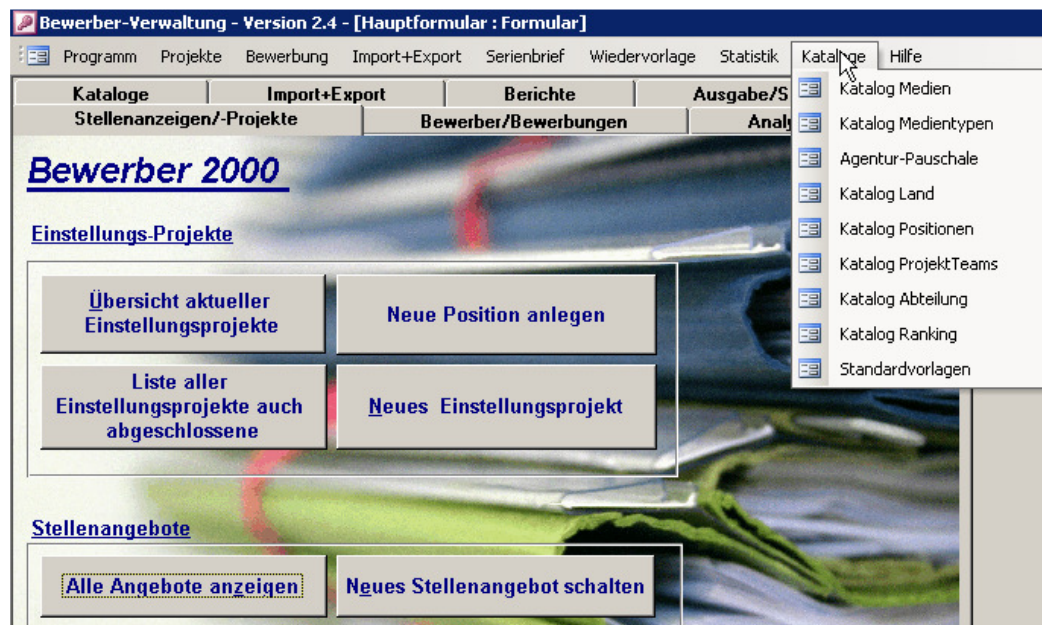 Bewerber-Verwaltung - Version 2.4 - [Hauptformular : Formular]
Programm Projekte Bewerbung Import+Export Serienbrief Wiedervorlage Statistik Kataloge Hilfe
Kataloge Import+Export Berichte Ausgabe/S
Stellenanzeigen/-Projekte Bewerber/Bewerbungen Analy
Katalog Medien
Katalog Medientypen
Agentur-Pauschale
Katalog Land
Katalog Positionen
Katalog ProjektTeams
Katalog Abteilung
Katalog Ranking
Standardvorlagen
Bewerber 2000
Einstellungs-Projekte
Übersicht aktueller
Einstellungsprojekte
Neue Position anlegen
Liste aller
Einstellungsprojekte auch
abgeschlossene
Neues Einstellungsprojekt
Stellenangebote
Alle Angebote anzeigen
Neues Stellenangebot schalten